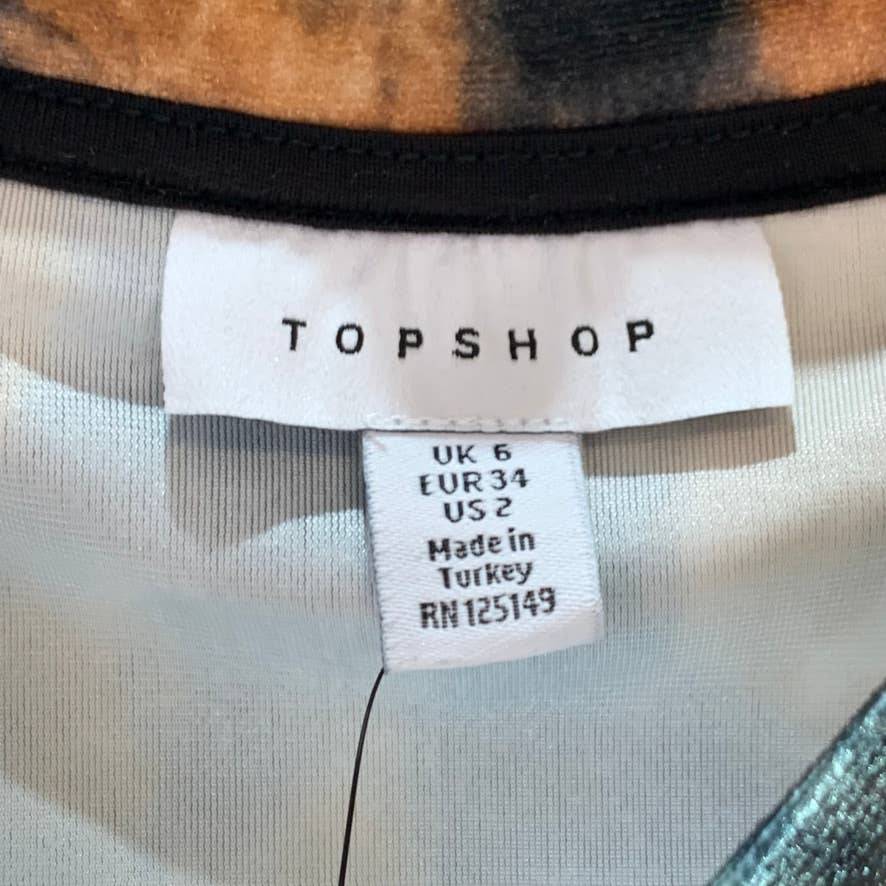 TOPSHOP
UK 6
EUR 34
US 2
Made in
Turkey
RN 125149